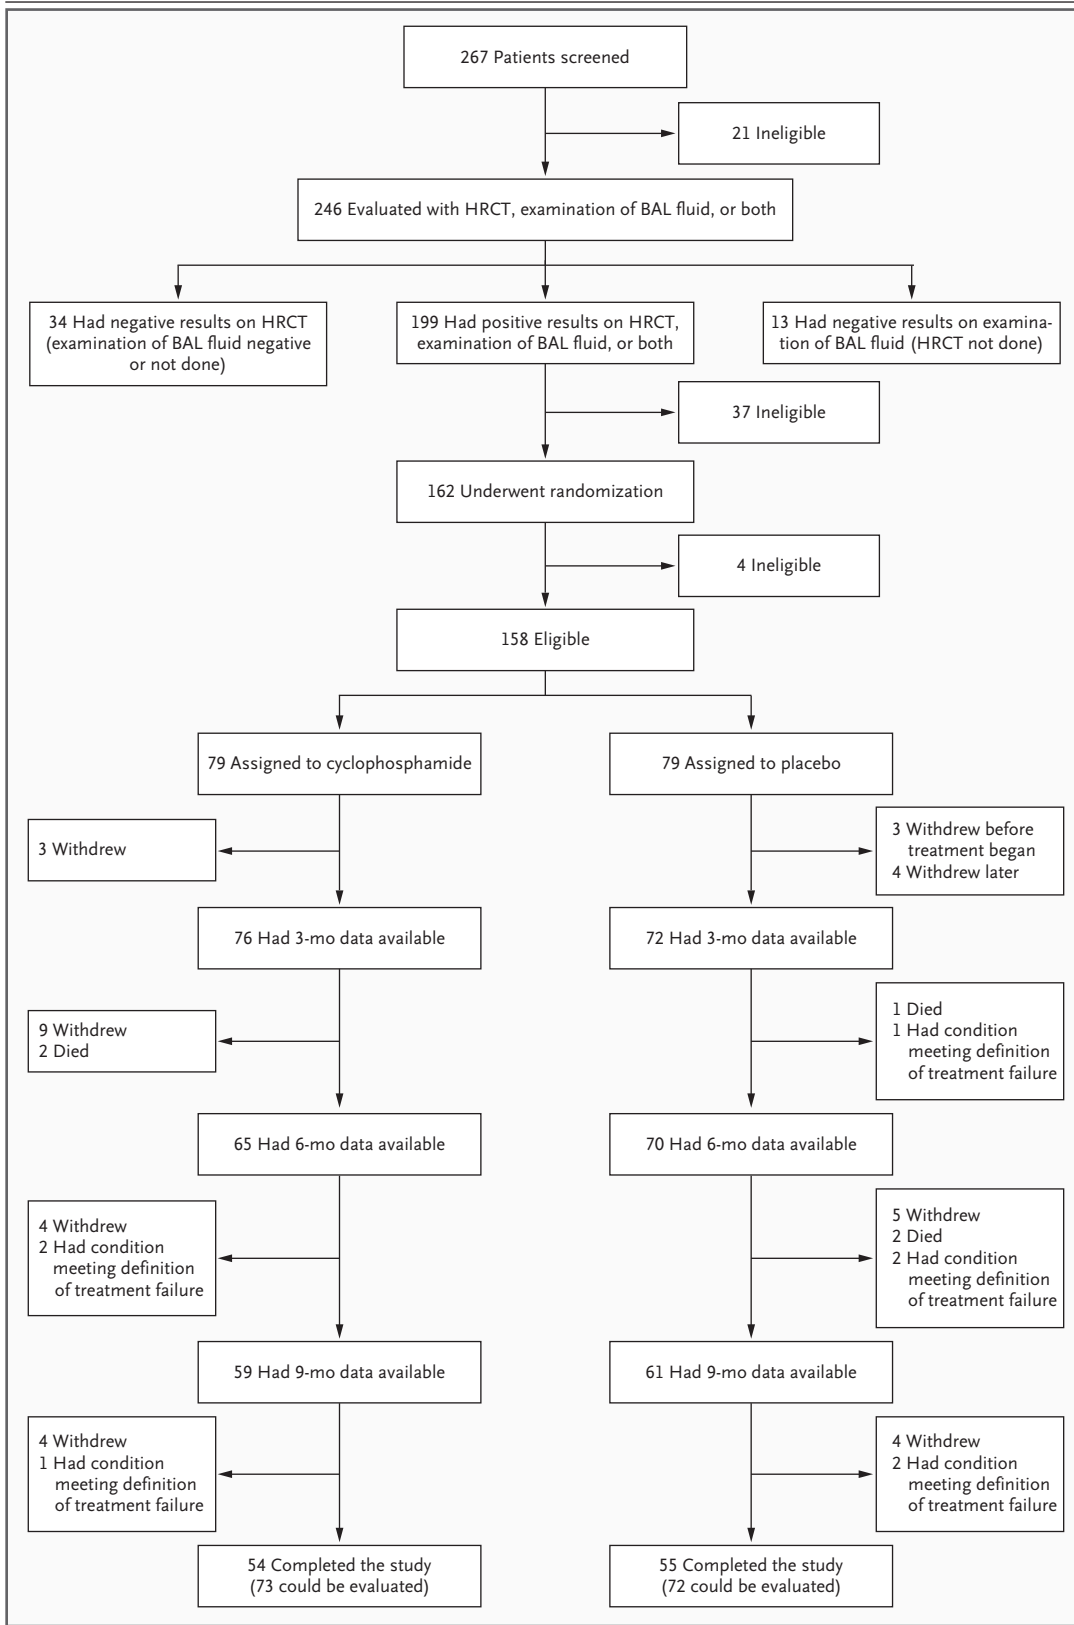 267 Patients screened
21 Ineligible
246 Evaluated with HRCT, examination of BAL fluid, or both
34 Had negative results on HRCT
(examination of BAL fluid negative
or not done)
199 Had positive results on HRCT,
examination of BAL fluid, or both
13 Had negative results on examina-
tion of BAL fluid (HRCT not done)
37 Ineligible
162 Underwent randomization
4 Ineligible
158 Eligible
79 Assigned to cyclophosphamide
79 Assigned to placebo
3 Withdrew
3 Withdrew before
treatment began
4 Withdrew later
76 Had 3-mo data available
72 Had 3-mo data available
9 Withdrew
2 Died
1 Died
1 Had condition
meeting definition
of treatment failure
65 Had 6-mo data available
70 Had 6-mo data available
4 Withdrew
2 Had condition
meeting definition
of treatment failure
5 Withdrew
2 Died
2 Had condition
meeting definition
of treatment failure
59 Had 9-mo data available
61 Had 9-mo data available
4 Withdrew
1 Had condition
meeting definition
of treatment failure
4 Withdrew
2 Had condition
meeting definition
of treatment failure
54 Completed the study
(73 could be evaluated)
55 Completed the study
(72 could be evaluated)